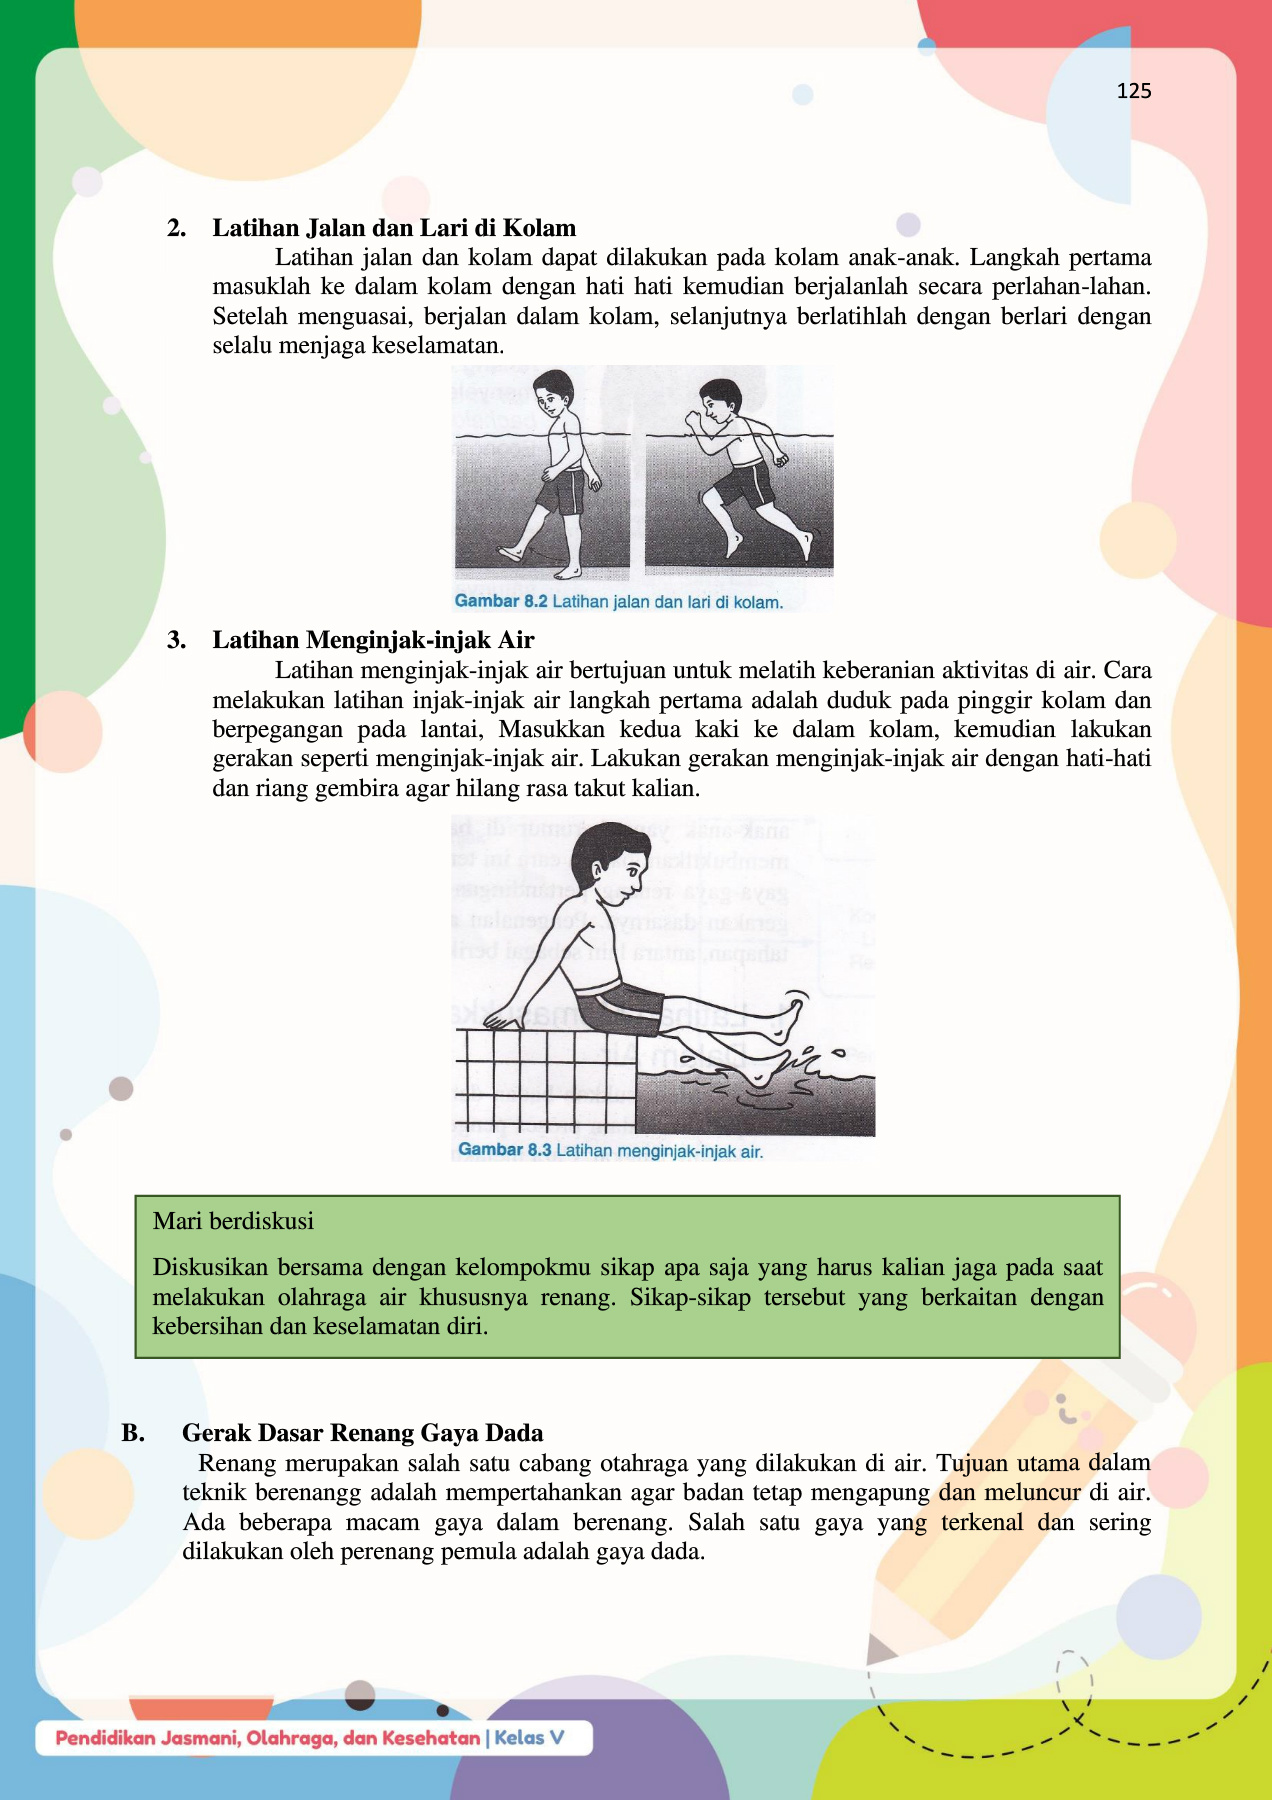 125
2. Latihan Jalan dan Lari di Kolam
Latihan jalan dan kolam dapat dilakukan pada kolam anak-anak. Langkah pertama
masuklah ke dalam kolam dengan hati hati kemudian berjalanlah secara perlahan-lahan.
Setelah menguasai, berjalan dalam kolam, selanjutnya berlatihlah dengan berlari dengan
selalu menjaga keselamatan.
Gambar 8.2 Latihan jalan dan lari di kolam.
3. Latihan Menginjak-injak Air
Latihan menginjak-injak air bertujuan untuk melatih keberanian aktivitas di air. Cara
melakukan latihan injak-injak air langkah pertama adalah duduk pada pinggir kolam dan
berpegangan pada lantai, Masukkan kedua kaki ke dalam kolam, kemudian lakukan
gerakan seperti menginjak-injak air. Lakukan gerakan menginjak-injak air dengan hati-hati
dan riang gembira agar hilang rasa takut kalian.
Gambar 8.3 Latihan menginjak-injak air.
Mari berdiskusi
Diskusikan bersama dengan kelompokmu sikap apa saja yang harus kalian jaga pada saat
melakukan olahraga air khususnya renang. Sikap-sikap tersebut yang berkaitan dengan
kebersihan dan keselamatan diri.
B. Gerak Dasar Renang Gaya Dada
Renang merupakan salah satu cabang otahraga yang dilakukan di air. Tujuan utama dalam
teknik berenangg adalah mempertahankan agar badan tetap mengapung dan meluncur di air.
Ada beberapa macam gaya dalam berenang. Salah satu gaya yang terkenal dan sering
dilakukan oleh perenang pemula adalah gaya dada.
Pendidikan Jasmani, Olahraga, dan Kesehatan | Kelas V